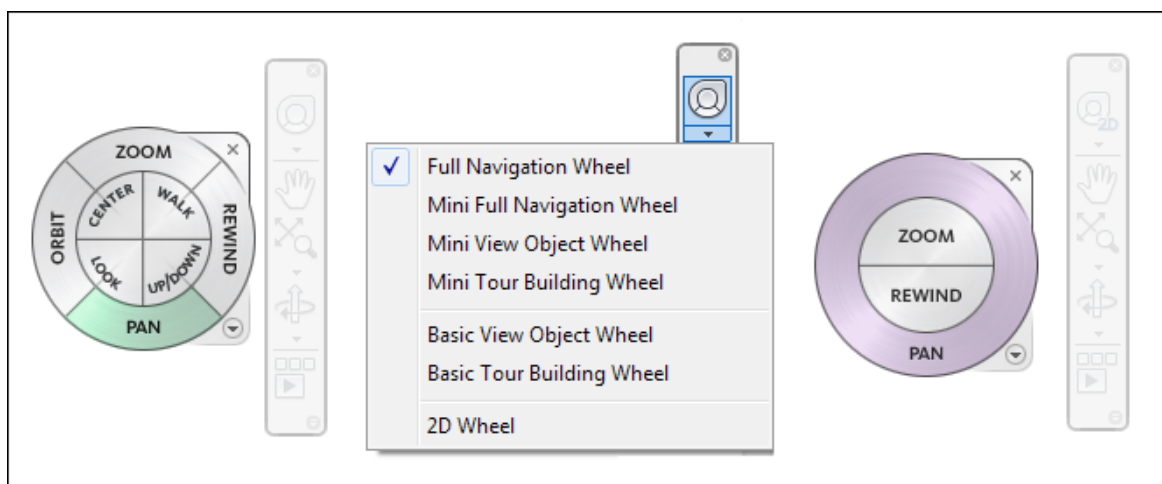 ZOOM
CENTER
WALK
ORBIT
REWIND
LOOK
UP/DOWN
PAN
Full Navigation Wheel
Mini Full Navigation Wheel
Mini View Object Wheel
Mini Tour Building Wheel
Basic View Object Wheel
Basic Tour Building Wheel
2D Wheel
ZOOM
REWIND
PAN
2D